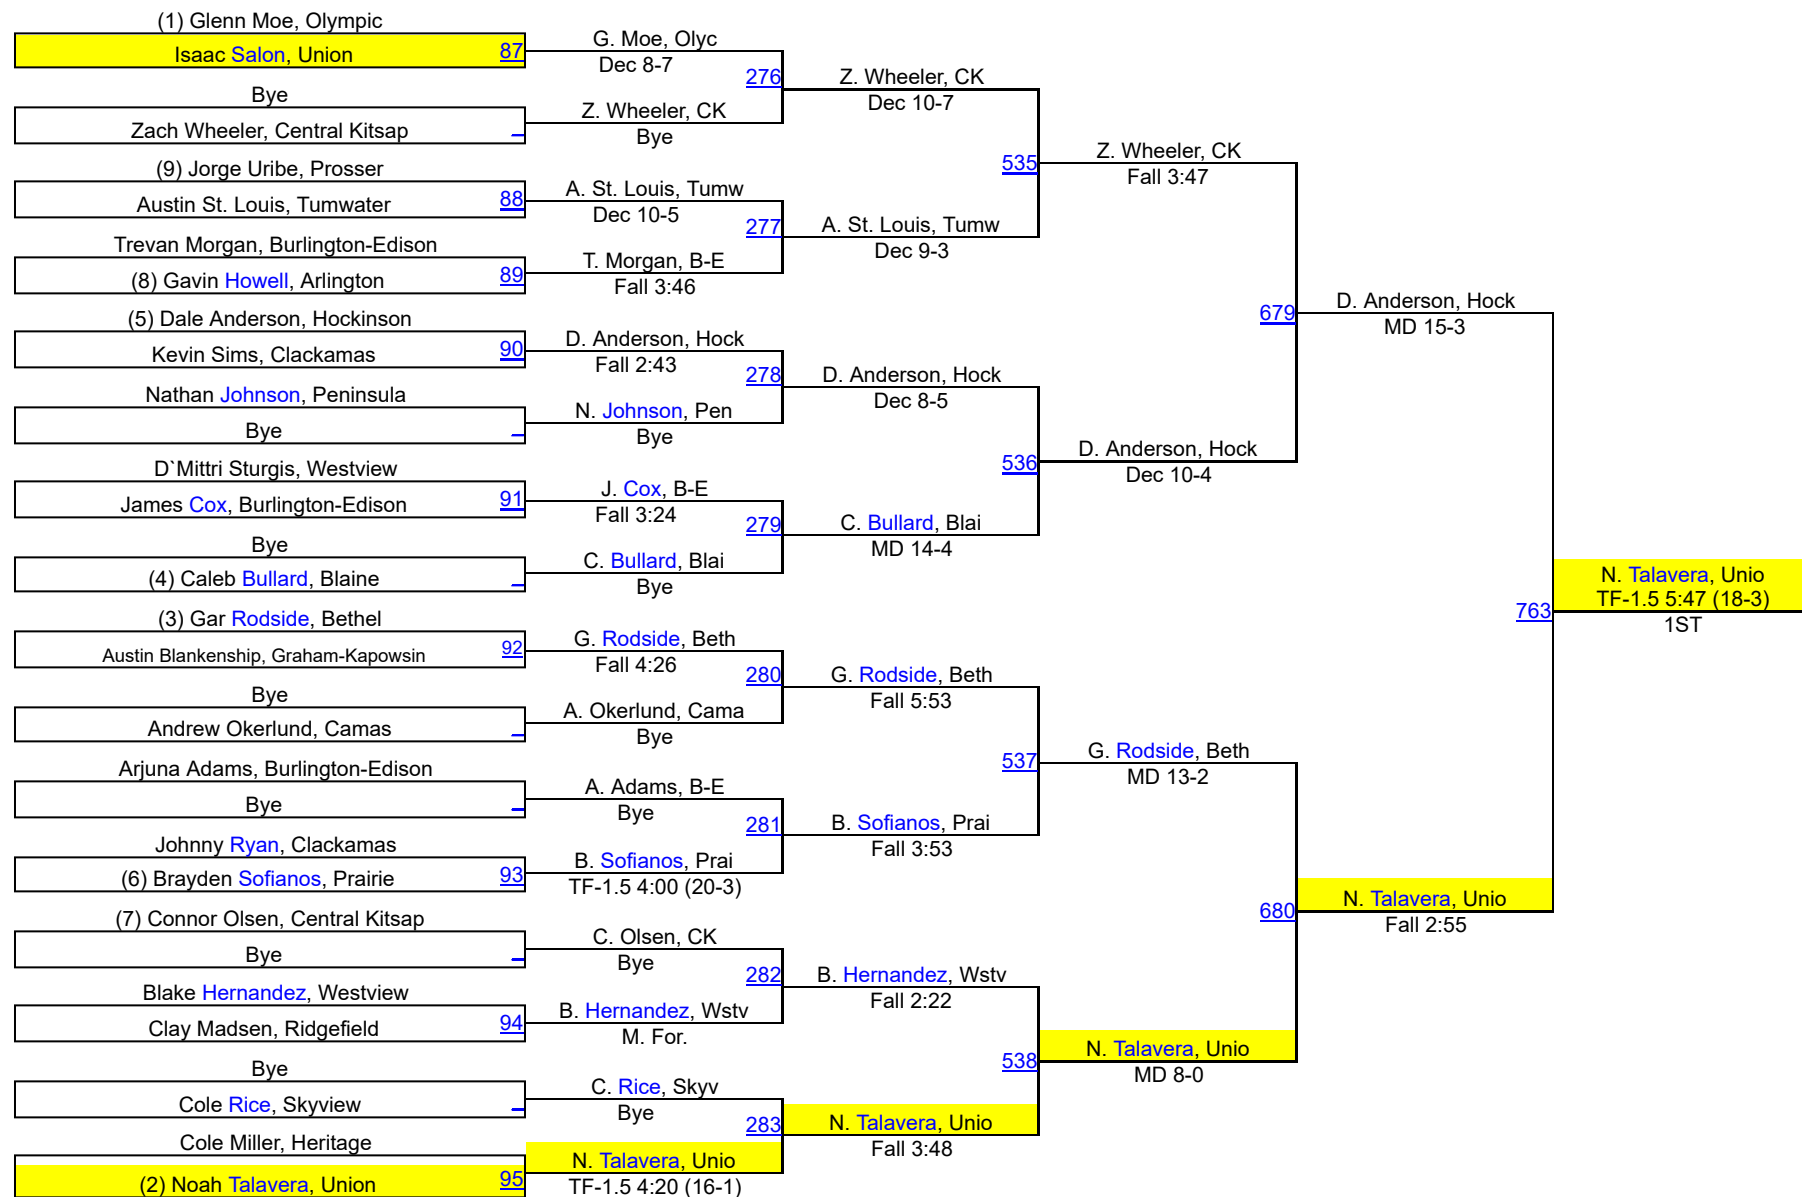 (1) Glenn Moe, Olympic
Isaac Salon, Union 87
Bye
Zach Wheeler, Central Kitsap
(9) Jorge Uribe, Prosser
Austin St. Louis, Tumwater 88
Trevan Morgan, Burlington-Edison
(8) Gavin Howell, Arlington 89
(5) Dale Anderson, Hockinson
Kevin Sims, Clackamas 90
Nathan Johnson, Peninsula
Bye
D`Mittri Sturgis, Westview
James Cox, Burlington-Edison 91
Bye
(4) Caleb Bullard, Blaine
(3) Gar Rodside, Bethel
Austin Blankenship, Graham-Kapowsin 92
Bye
Andrew Okerlund, Camas
Arjuna Adams, Burlington-Edison
Bye
Johnny Ryan, Clackamas
(6) Brayden Sofianos, Prairie 93
(7) Connor Olsen, Central Kitsap
Bye
Blake Hernandez, Westview
Clay Madsen, Ridgefield 94
Bye
Cole Rice, Skyview
Cole Miller, Heritage
(2) Noah Talavera, Union 95
G. Moe, Olyc
Dec 8-7
276
Z. Wheeler, CK
Bye
A. St. Louis, Tumw
Dec 10-5
277
T. Morgan, B-E
Fall 3:46
D. Anderson, Hock
Fall 2:43
278
N. Johnson, Pen
Bye
J. Cox, B-E
Fall 3:24
279
C. Bullard, Blai
Bye
G. Rodside, Beth
Fall 4:26
280
A. Okerlund, Cama
Bye
A. Adams, B-E
Bye
281
B. Sofianos, Prai
TF-1.5 4:00 (20-3)
C. Olsen, CK
Bye
282
B. Hernandez, Wstv
M. For.
C. Rice, Skyv
Bye
283
N. Talavera, Unio
TF-1.5 4:20 (16-1)
Z. Wheeler, CK
Dec 10-7
535
A. St. Louis, Tumw
Dec 9-3
D. Anderson, Hock
Dec 8-5
536
C. Bullard, Blai
MD 14-4
G. Rodside, Beth
Fall 5:53
537
B. Sofianos, Prai
Fall 3:53
B. Hernandez, Wstv
Fall 2:22
538
N. Talavera, Unio
Fall 3:48
Z. Wheeler, CK
Fall 3:47
679
D. Anderson, Hock
Dec 10-4
G. Rodside, Beth
MD 13-2
680
N. Talavera, Unio
MD 8-0
D. Anderson, Hock
MD 15-3
763
N. Talavera, Unio
Fall 2:55
N. Talavera, Unio
TF-1.5 5:47 (18-3)
1ST